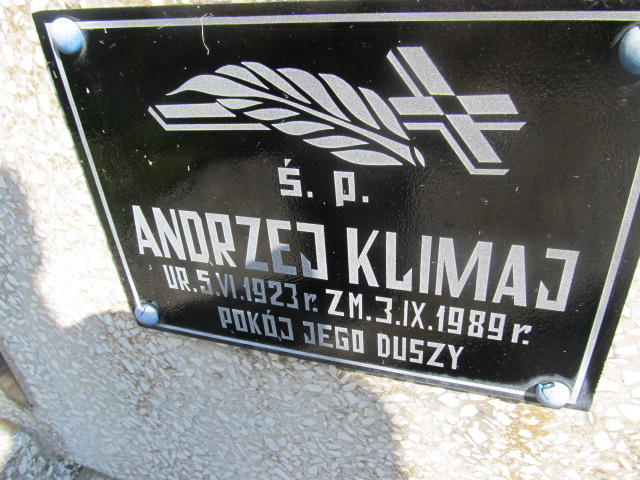 Ś. P.
ANDRZEJ KLIMAJ
UR. 5.VI.1923 r. ZM. 3.IX.1989 r.
POKÓJ JEGO DUSZY